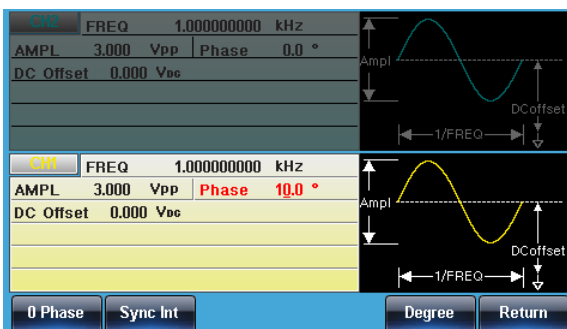 CH2 FREQ 1.000000000 kHz
AMPL 3.000 Vpp Phase 0.0 °
DC Offset 0.000 VDC
Ampl
DCoffset
1/FREQ
CH1 FREQ 1.000000000 kHz
AMPL 3.000 Vpp Phase 10.0 °
DC Offset 0.000 VDC
Ampl
DCoffset
1/FREQ
0 Phase Sync Int Degree Return